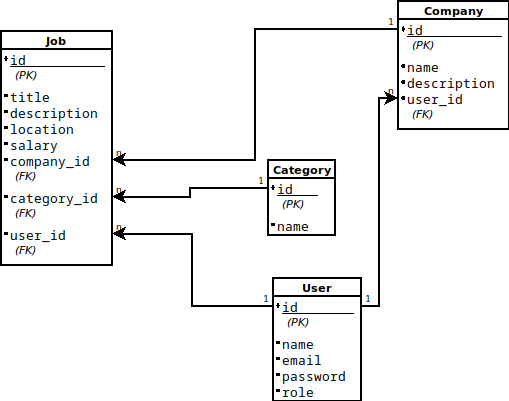 Job
id
(PK)
title
description
location
salary
company_id
(FK)
category_id
(FK)
user_id
(FK)
Company
id
(PK)
name
description
user_id
(FK)
Category
id
(PK)
name
User
id
(PK)
name
email
password
role
1
n
1
n
1
n
1
n